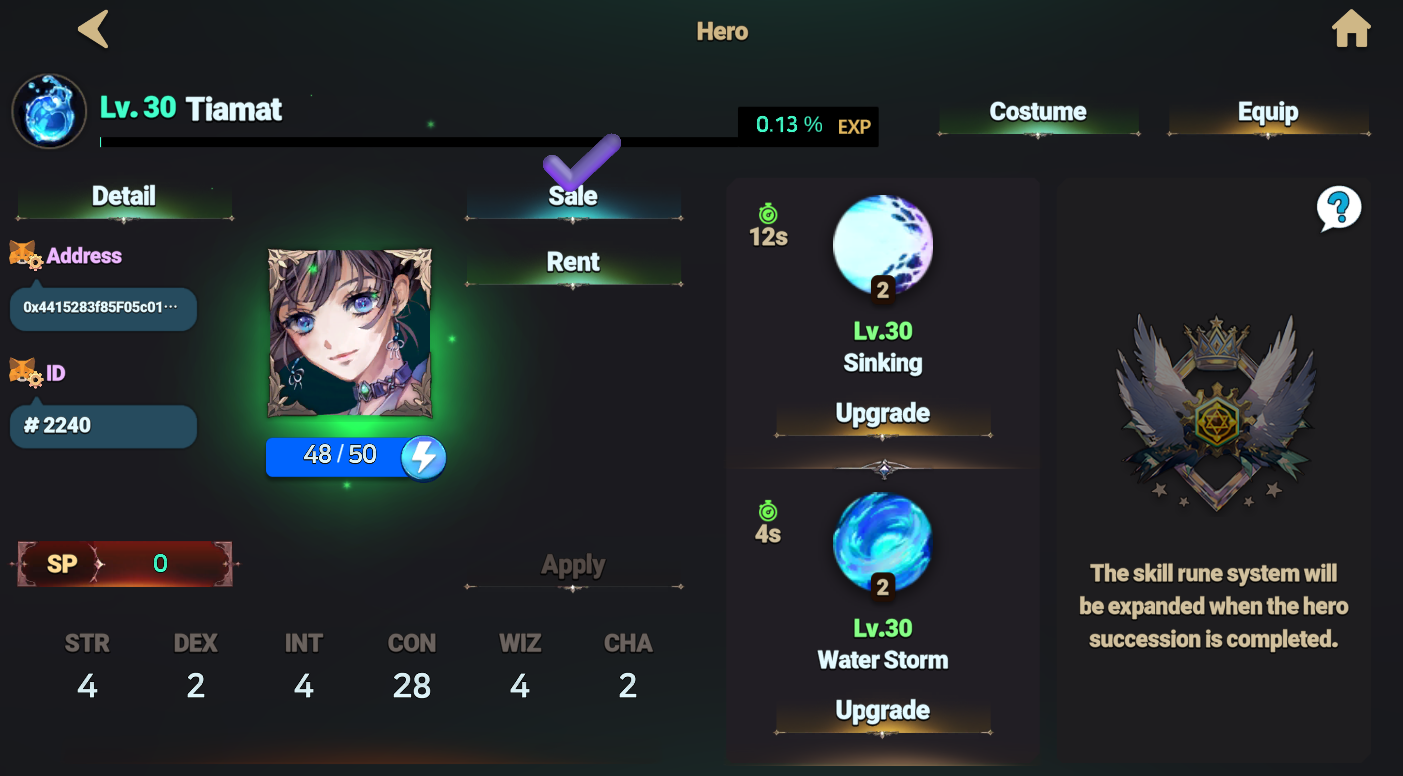 Hero
Lv. 30 Tiamat
0.13 % EXP
Costume
Equip
Detail
Sale
Rent
Address
0x4415283f85F05c01···
ID
# 2240
48 / 50
SP 0
Apply
STR DEX INT CON WIZ CHA
4 2 4 28 4 2
12s
2
Lv.30
Sinking
Upgrade
4s
2
Lv.30
Water Storm
Upgrade
?
The skill rune system will
be expanded when the hero
succession is completed.